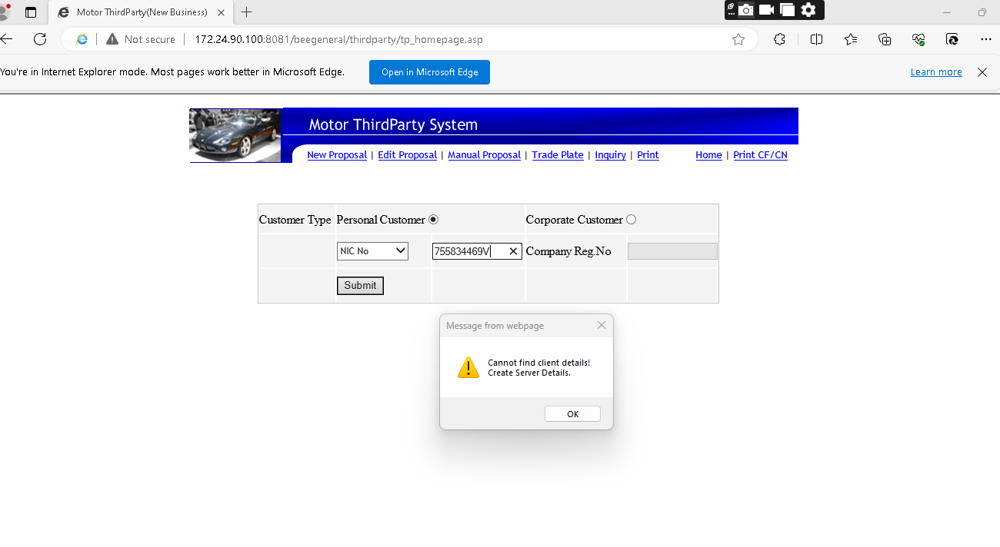 Motor ThirdParty(New Business)
Not secure
172.24.90.100:8081/beegeneral/thirdparty/tp_homepage.asp
You're in Internet Explorer mode. Most pages work better in Microsoft Edge.
Open in Microsoft Edge
Learn more
Motor ThirdParty System
New Proposal | Edit Proposal | Manual Proposal | Trade Plate | Inquiry | Print Home | Print CF/CN
Customer Type Personal Customer Corporate Customer
NIC No 755834469V Company Reg.No
Submit
Message from webpage
Cannot find client details!
Create Server Details.
OK